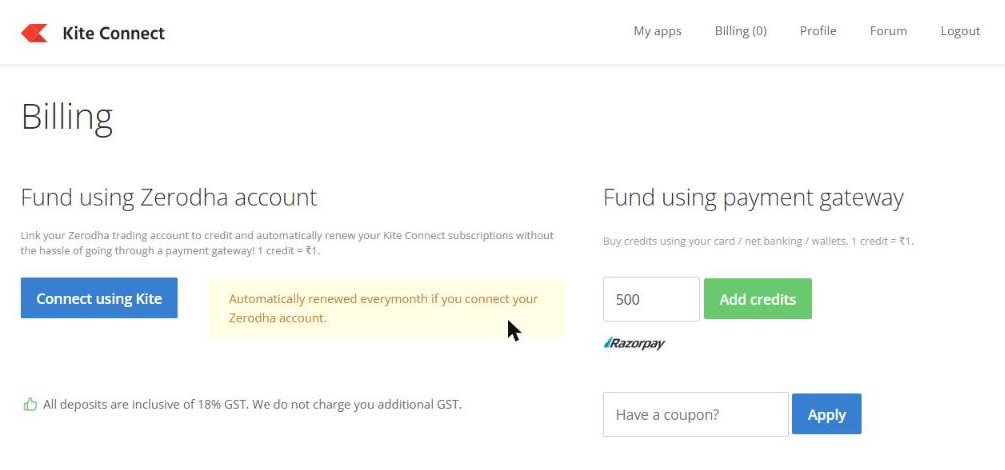 Kite Connect
My apps
Billing (0)
Profile
Forum
Logout
Billing
Fund using Zerodha account
Link your Zerodha trading account to credit and automatically renew your Kite Connect subscriptions without
the hassle of going through a payment gateway! 1 credit = ₹1.
Connect using Kite
Automatically renewed everymonth if you connect your
Zerodha account.
All deposits are inclusive of 18% GST. We do not charge you additional GST.
Fund using payment gateway
Buy credits using your card / net banking / wallets. 1 credit = ₹1.
500
Add credits
Razorpay
Have a coupon?
Apply